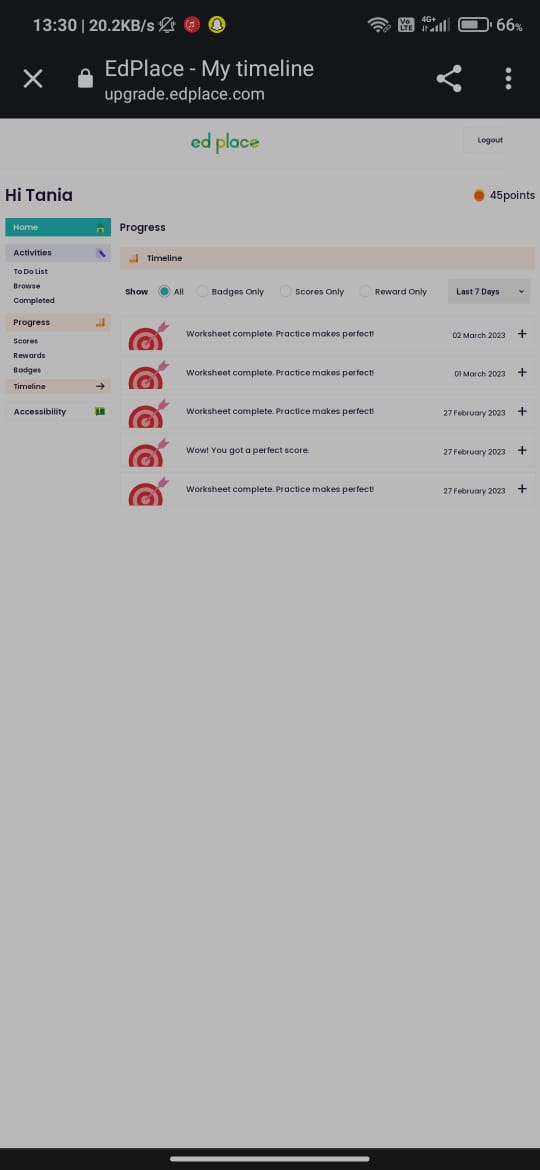 13:30 | 20.2KB/s
Vo LTE
4G+
66%
EdPlace - My timeline
upgrade.edplace.com
ed place
Logout
Hi Tania
45points
Home
Progress
Activities
Timeline
To Do List
Browse
Completed
Show All Badges Only Scores Only Reward Only Last 7 Days
Progress
Scores
Rewards
Badges
Timeline
Accessibility
Worksheet complete. Practice makes perfect! 02 March 2023 +
Worksheet complete. Practice makes perfect! 01 March 2023 +
Worksheet complete. Practice makes perfect! 27 February 2023 +
Wow! You got a perfect score. 27 February 2023 +
Worksheet complete. Practice makes perfect! 27 February 2023 +